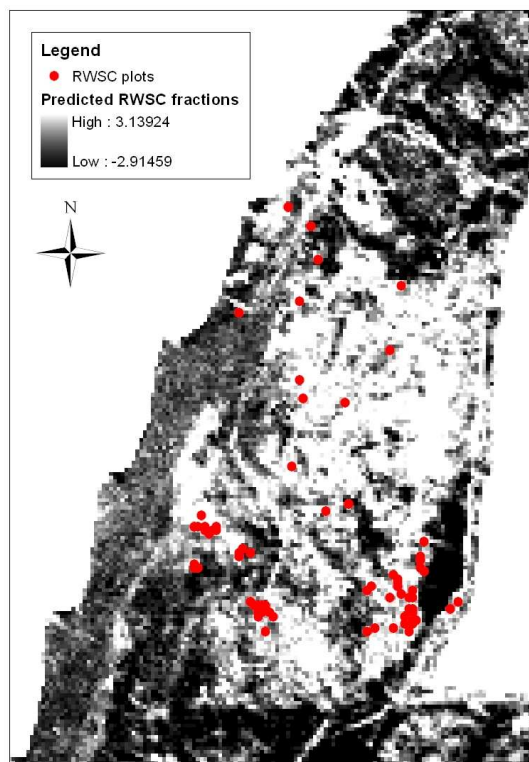 Legend
RWSC plots
Predicted RWSC fractions
High : 3.13924
Low : -2.91459
N